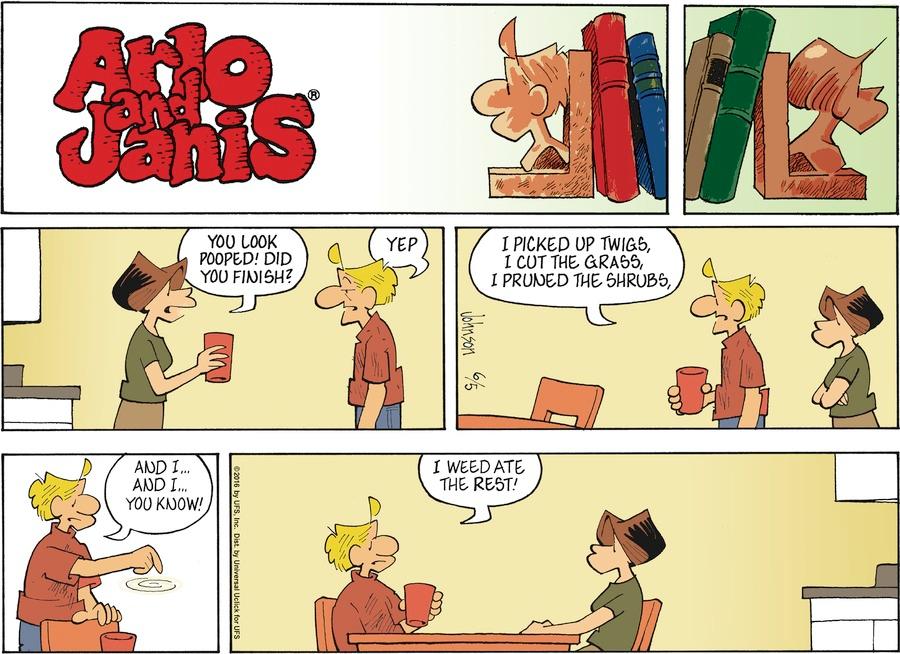 Arlo
and
Janis®
YOU LOOK
POOPED! DID
YOU FINISH?
YEP
I PICKED UP TWIGS,
I CUT THE GRASS,
I PRUNED THE SHRUBS,
Johnson 6/5
AND I...
AND I...
YOU KNOW!
©2016 by UFS, Inc. Dist. by Universal Uclick for UFS
I WEED ATE
THE REST!